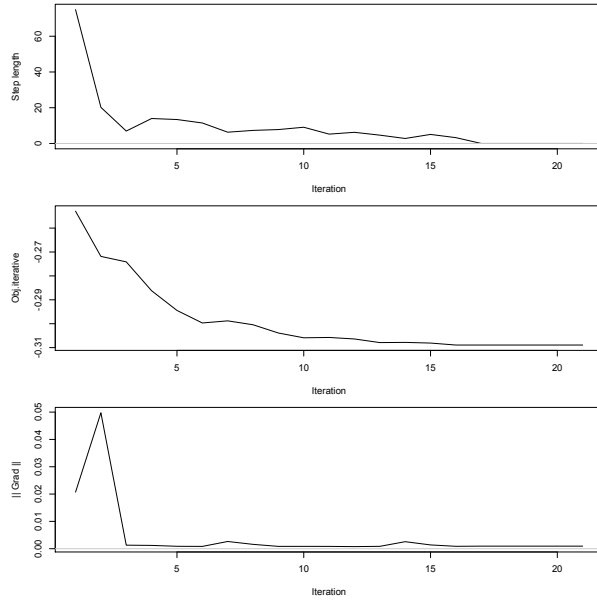 Step length
60
40
20
0
5 10 15 20
Iteration
Obj.iterative
-0.27
-0.29
-0.31
5 10 15 20
Iteration
|| Grad ||
0.05
0.04
0.03
0.02
0.01
0.00
5 10 15 20
Iteration